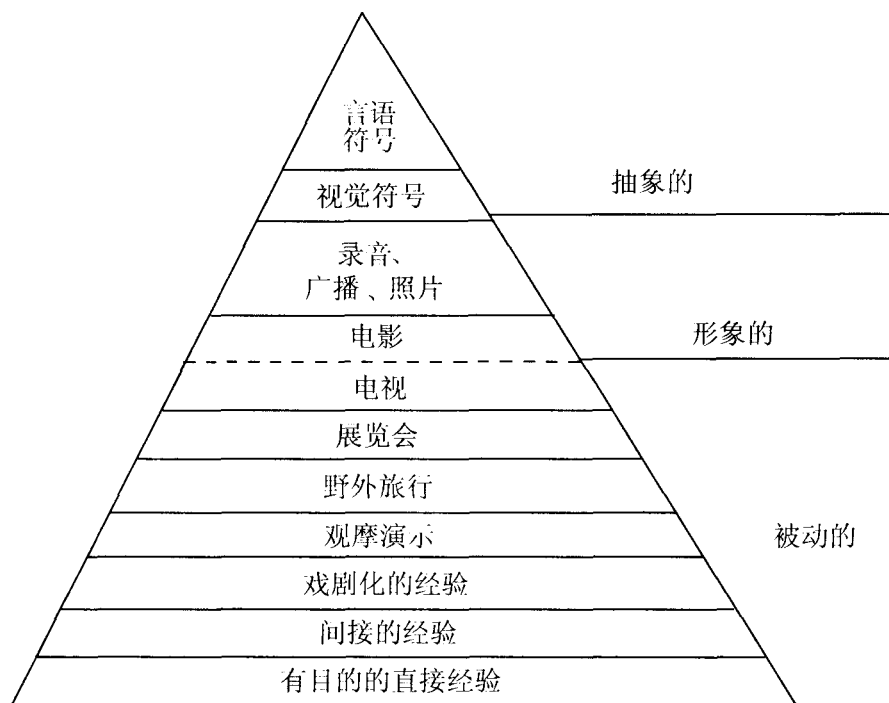 言语
符号
视觉符号
抽象的
录音、
广播、照片
电影
形象的
电视
展览会
野外旅行
观摩演示
被动的
戏剧化的经验
间接的经验
有目的的直接经验